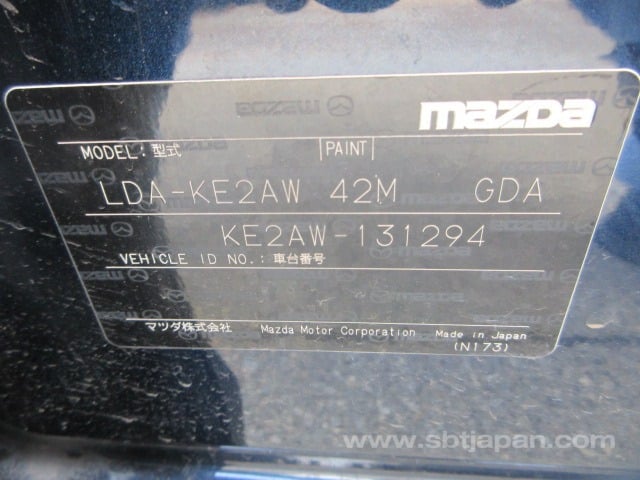 mazda
MODEL: 型式 PAINT
LDA-KE2AW 42M GDA
KE2AW-131294
VEHICLE ID NO.: 車台番号
マツダ株式会社 Mazda Motor Corporation Made in Japan
(N173)
www.sbtjapan.com